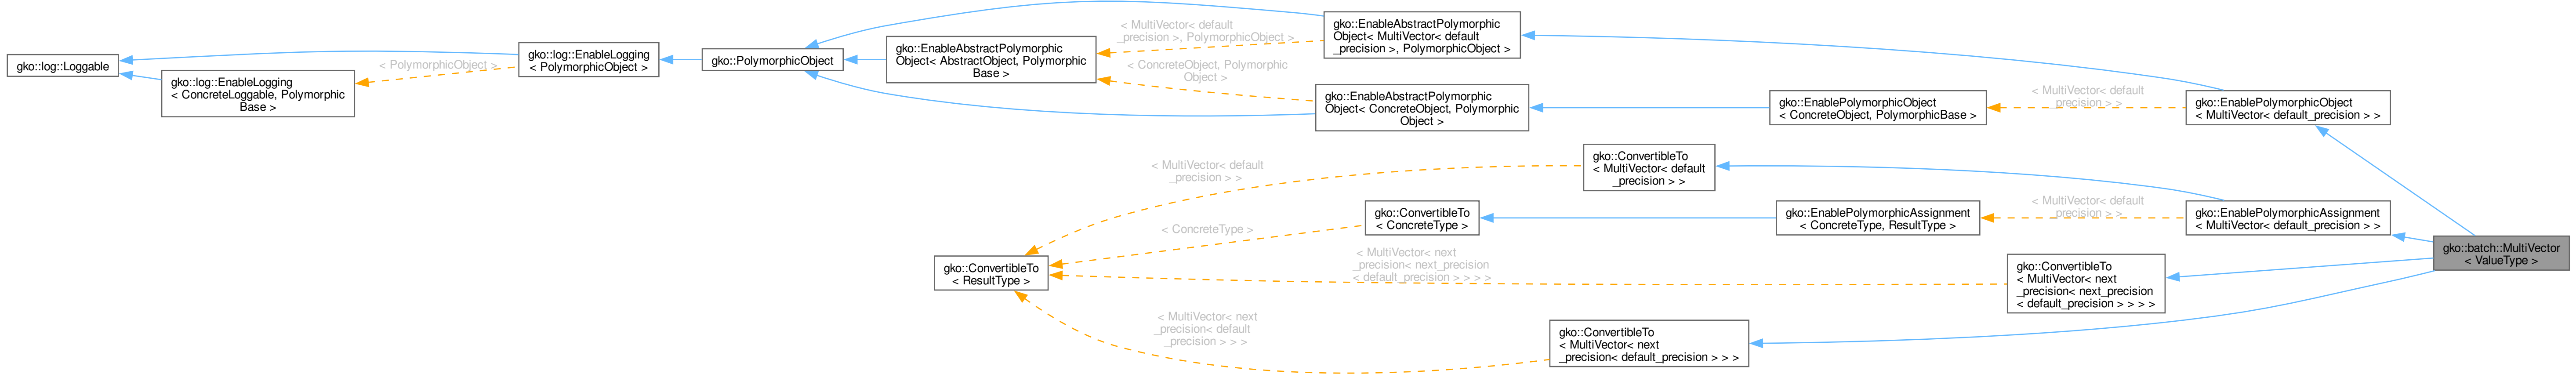 gko::log::Loggable
gko::log::EnableLogging
< ConcreteLoggable, Polymorphic
Base >
< PolymorphicObject >
gko::log::EnableLogging
< PolymorphicObject >
gko::PolymorphicObject
gko::EnableAbstractPolymorphic
Object< AbstractObject, Polymorphic
Base >
< MultiVector< default
_precision >, PolymorphicObject >
< ConcreteObject, Polymorphic
Object >
gko::EnableAbstractPolymorphic
Object< MultiVector< default
_precision >, PolymorphicObject >
gko::EnableAbstractPolymorphic
Object< ConcreteObject, Polymorphic
Object >
gko::EnablePolymorphicObject
< ConcreteObject, PolymorphicBase >
< MultiVector< default
_precision > >
gko::EnablePolymorphicObject
< MultiVector< default_precision > >
gko::ConvertibleTo
< ResultType >
< MultiVector< default
_precision > >
< ConcreteType >
< MultiVector< next
_precision< next_precision
< default_precision > > > >
< MultiVector< next
_precision< default
_precision > > >
gko::ConvertibleTo
< MultiVector< default
_precision > >
gko::ConvertibleTo
< ConcreteType >
gko::EnablePolymorphicAssignment
< ConcreteType, ResultType >
< MultiVector< default
_precision > >
gko::EnablePolymorphicAssignment
< MultiVector< default_precision > >
gko::ConvertibleTo
< MultiVector< next
_precision< next_precision
< default_precision > > > >
gko::ConvertibleTo
< MultiVector< next
_precision< default_precision > > >
gko::batch::MultiVector
< ValueType >